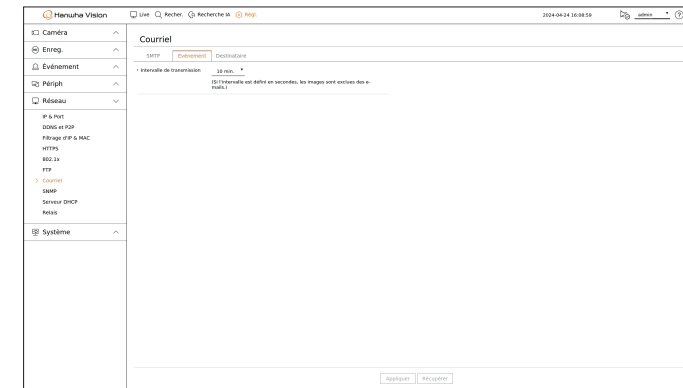 Hanwha Vision
Live Recher. Recherche IA Régl.
2024-04-24 16:08:59 admin
Caméra
Enreg.
Événement
Périph
Réseau
IP & Port
DDNS et P2P
Filtrage d'IP & MAC
HTTPS
802.1x
FTP
Courriel
SNMP
Serveur DHCP
Relais
Système
Courriel
SMTP Événement Destinataire
Intervalle de transmission 10 min.
(Si l'intervalle est défini en secondes, les images sont exclues des e-
mails.)
Appliquer Récupérer